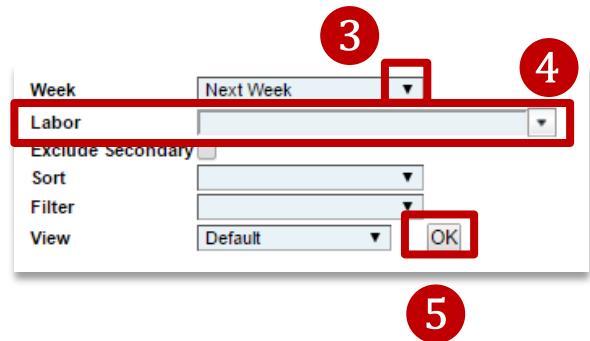 3
4
Week Next Week
Labor
Exclude Secondary
Sort
Filter
View Default OK
5